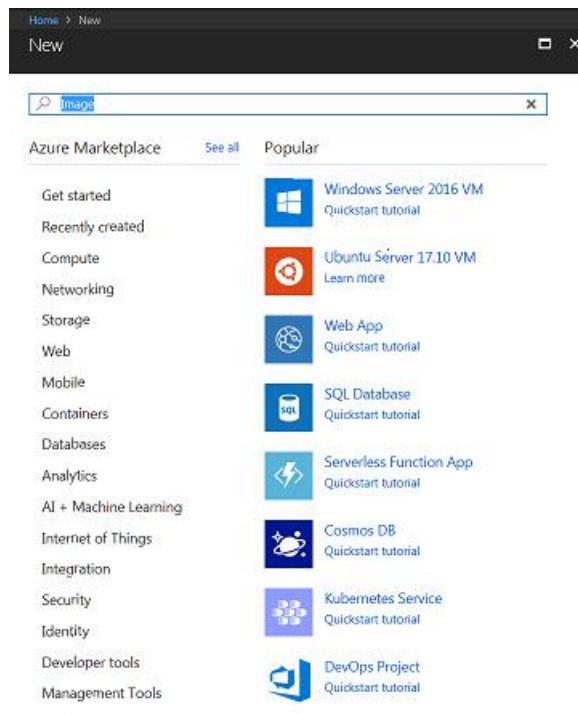 Home > New
New
Image
Azure Marketplace See all
Get started
Recently created
Compute
Networking
Storage
Web
Mobile
Containers
Databases
Analytics
AI + Machine Learning
Internet of Things
Integration
Security
Identity
Developer tools
Management Tools
Popular
Windows Server 2016 VM
Quickstart tutorial
Ubuntu Server 17.10 VM
Learn more
Web App
Quickstart tutorial
SQL
SQL Database
Quickstart tutorial
Serverless Function App
Quickstart tutorial
Cosmos DB
Quickstart tutorial
Kubernetes Service
Quickstart tutorial
DevOps Project
Quickstart tutorial